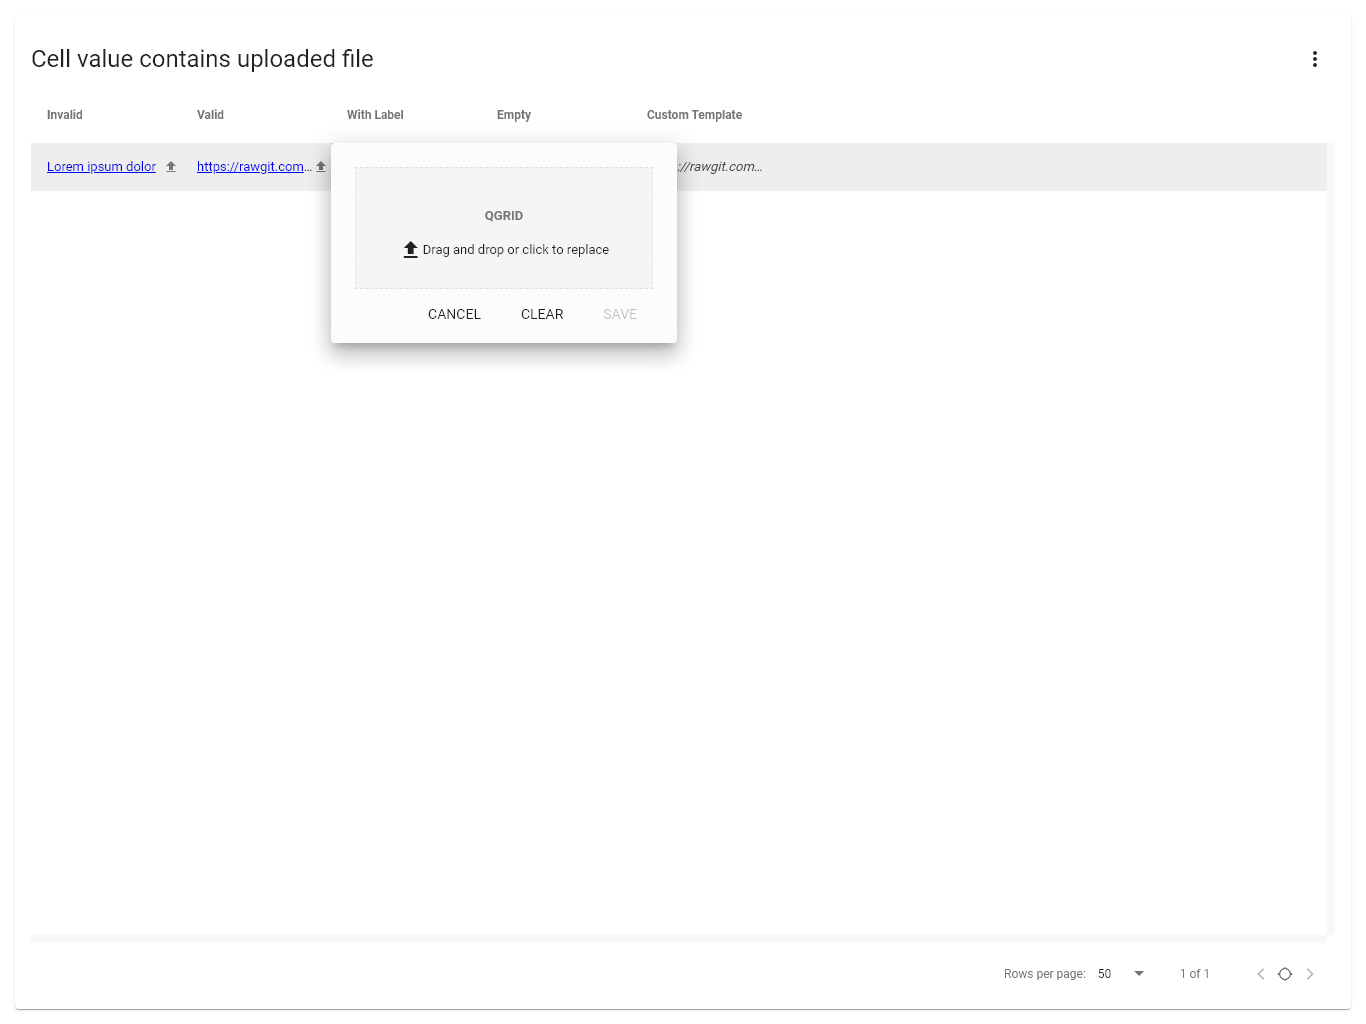 Cell value contains uploaded file
Invalid Valid With Label Empty Custom Template
Lorem ipsum dolor https://rawgit.com... ://rawgit.com...
QGRID
Drag and drop or click to replace
CANCEL CLEAR SAVE
Rows per page: 50 1 of 1